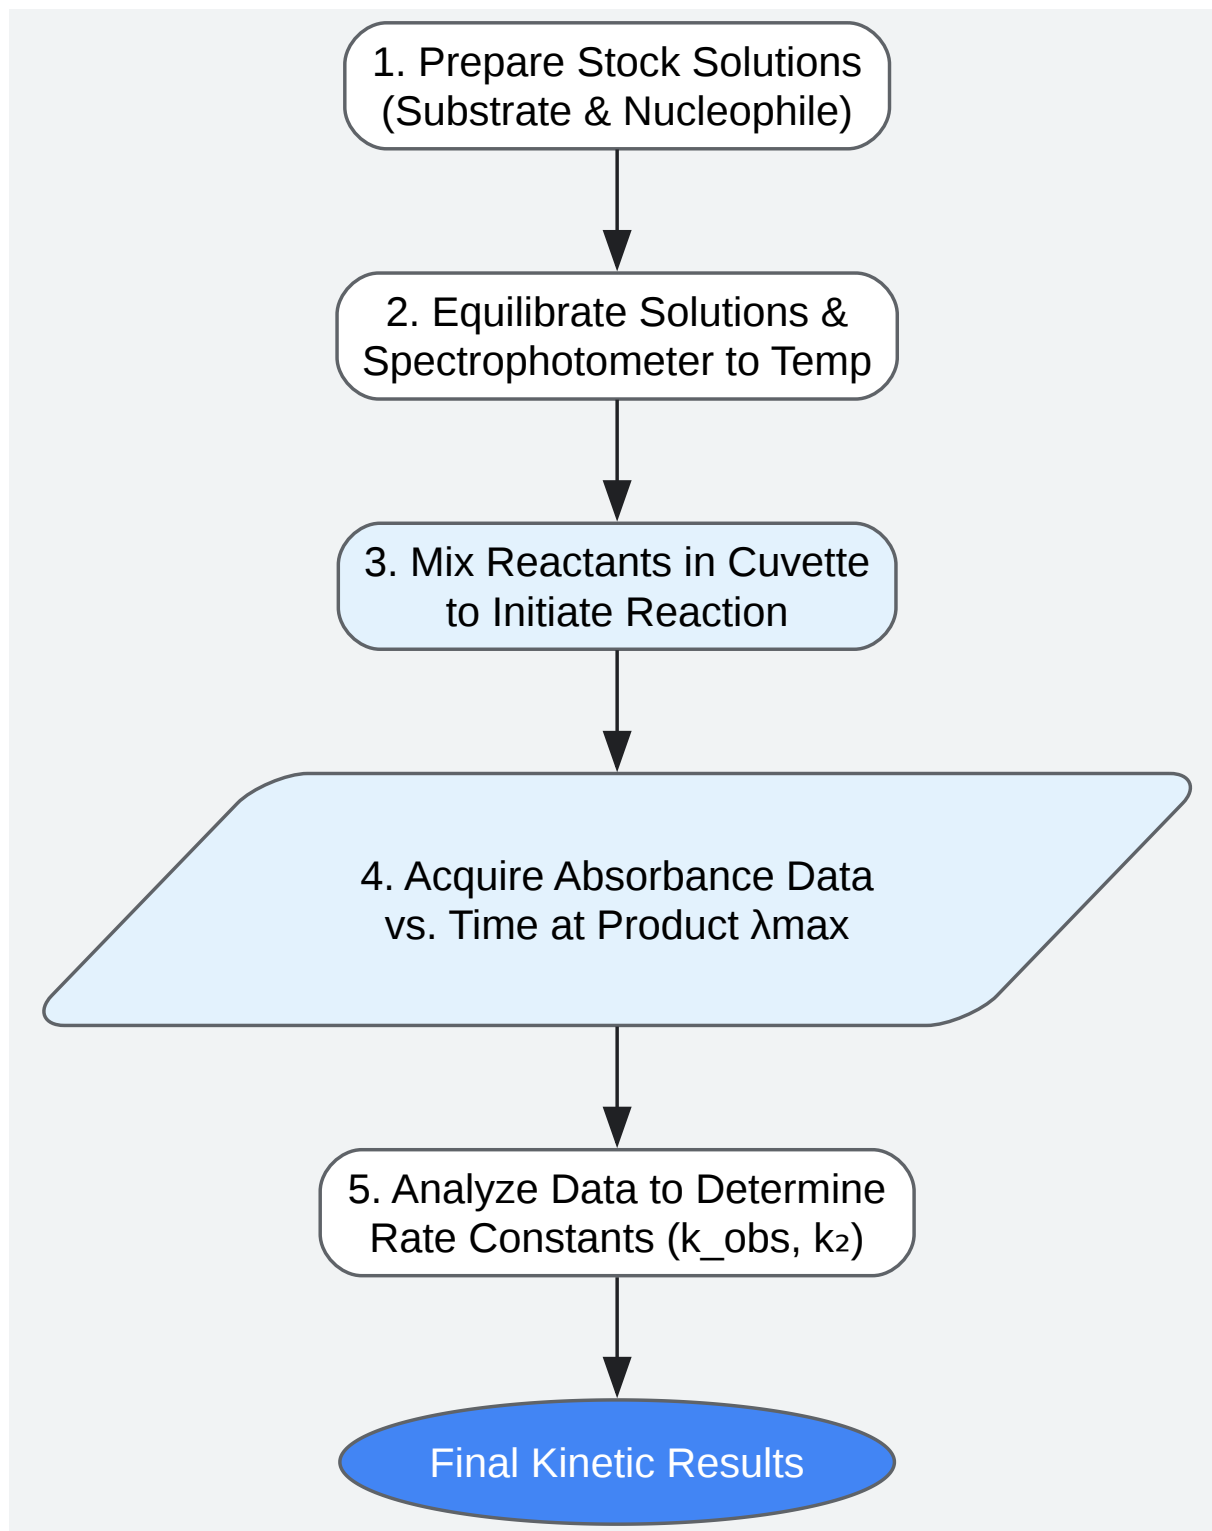 1. Prepare Stock Solutions
(Substrate & Nucleophile)
2. Equilibrate Solutions &
Spectrophotometer to Temp
3. Mix Reactants in Cuvette
to Initiate Reaction
4. Acquire Absorbance Data
vs. Time at Product λmax
5. Analyze Data to Determine
Rate Constants (k_obs, k₂)
Final Kinetic Results